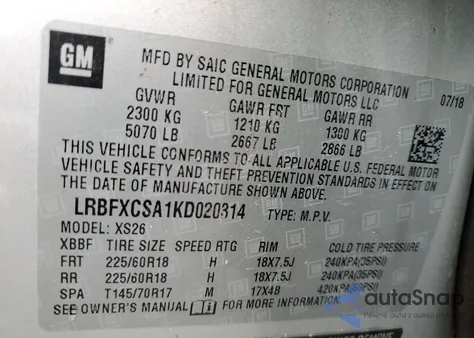 GM
MFD BY SAIC GENERAL MOTORS CORPORATION
LIMITED FOR GENERAL MOTORS LLC
07/18
GVWR GAWR FRT GAWR RR
2300 KG 1210 KG 1300 KG
5070 LB 2667 LB 2866 LB
THIS VEHICLE CONFORMS TO ALL APPLICABLE U.S. FEDERAL MOTOR
VEHICLE SAFETY AND THEFT PREVENTION STANDARDS IN EFFECT ON
THE DATE OF MANUFACTURE SHOWN ABOVE.
LRBFXCSA1KD020314 TYPE: M.P.V.
MODEL: XS26
XBBF TIRE SIZE SPEED RTG RIM COLD TIRE PRESSURE
FRT 225/60R18 H 18X7.5J 240KPA(35PSI)
RR 225/60R18 H 18X7.5J 240KPA(35PSI)
SPA T145/70R17 M 17X4B 420KPA(60PSI)
SEE OWNER'S MANUAL FOR MORE INFORMATION
autoSnap